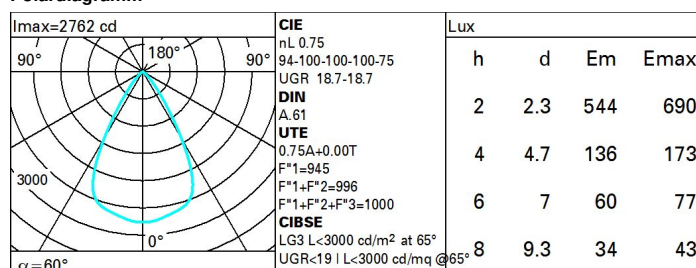 Imax=2762 cd
90°
180°
90°
3000
0°
α=60°
CIE
nL 0.75
94-100-100-100-75
UGR 18.7-18.7
DIN
A.61
UTE
0.75A+0.00T
F"1=945
F"1+F"2=996
F"1+F"2+F"3=1000
CIBSE
LG3 L<3000 cd/m² at 65°
UGR<19 | L<3000 cd/mq @65°
Lux
h d Em Emax
2 2.3 544 690
4 4.7 136 173
6 7 60 77
8 9.3 34 43